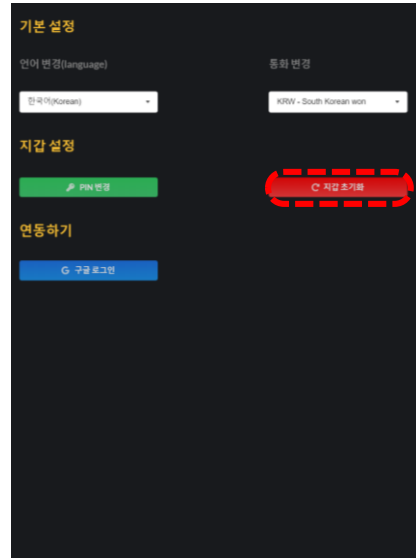 기본 설정
언어 변경(language)
통화 변경
한국어(Korean)
KRW - South Korean won
지갑 설정
PIN 변경
지갑 초기화
연동하기
G 구글 로그인